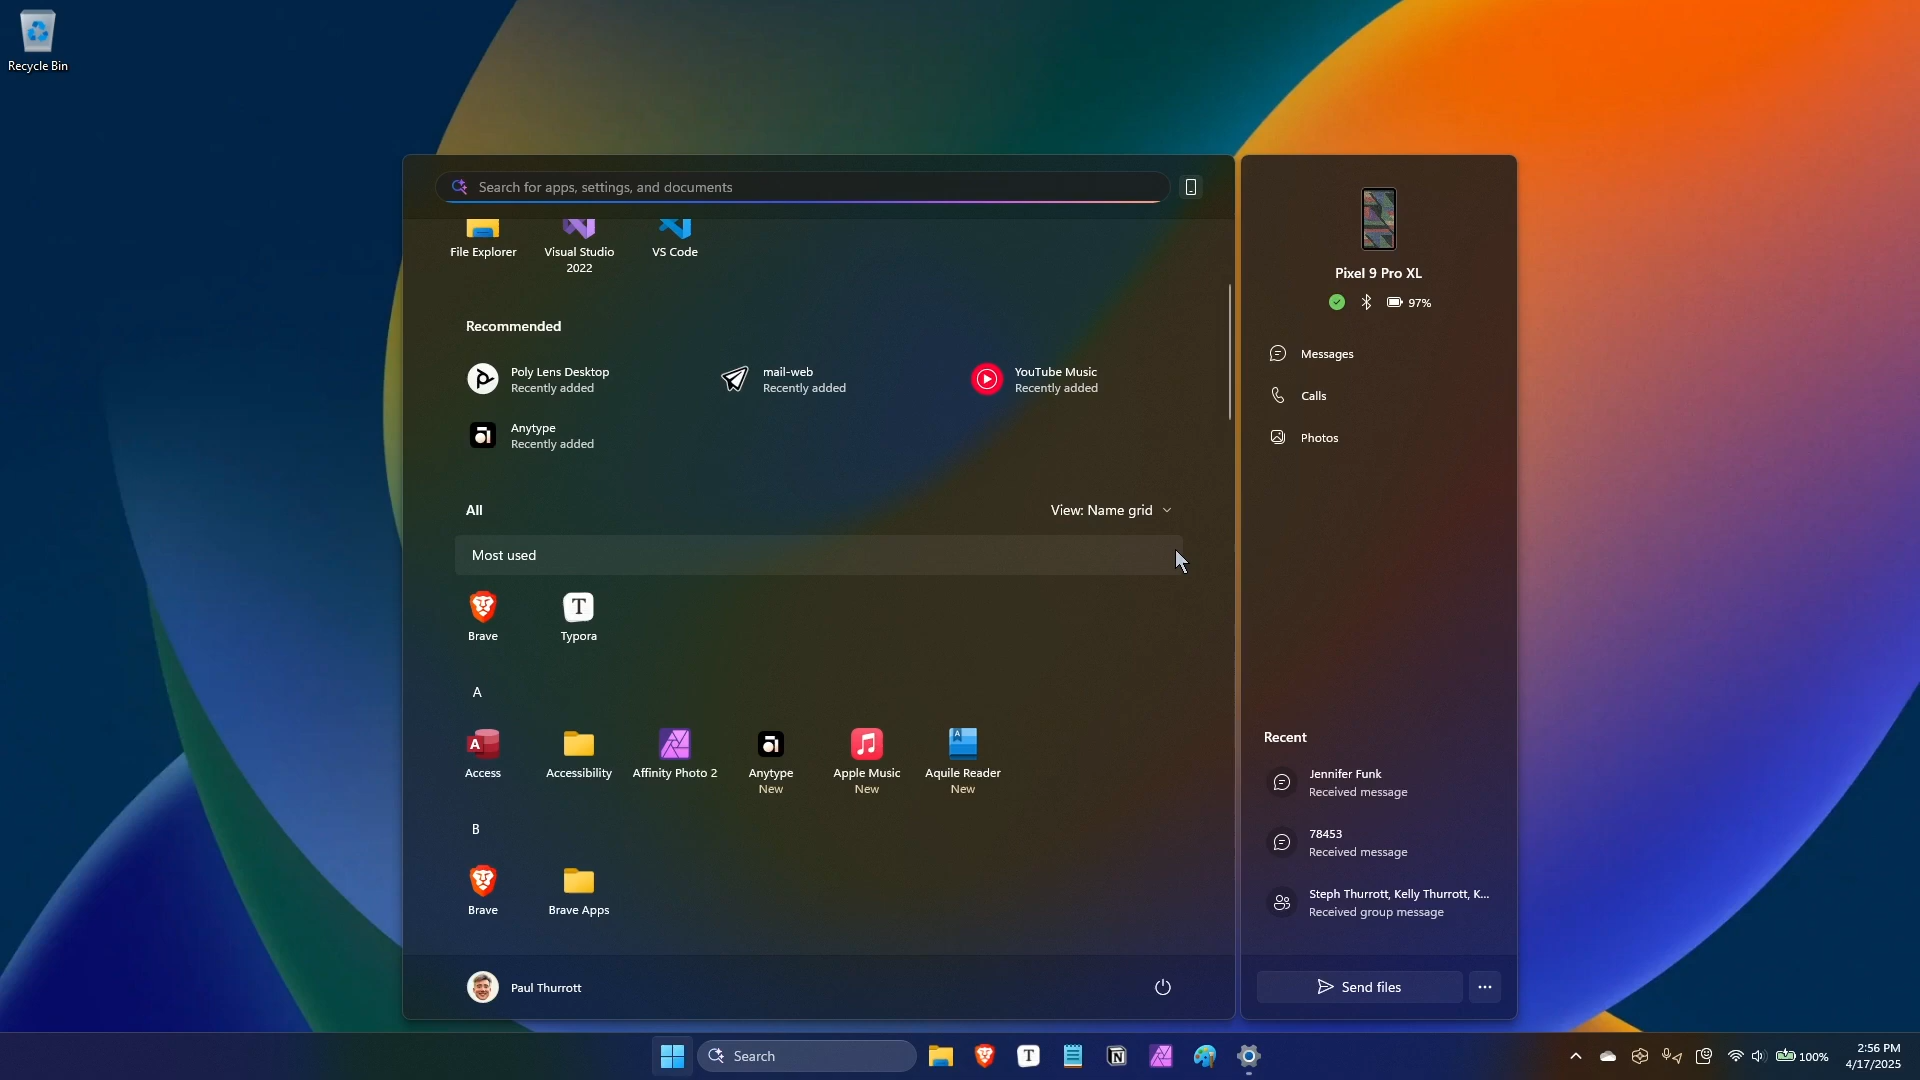 Recycle Bin
Search for apps, settings, and documents
File Explorer
Visual Studio
2022
VS Code
Recommended
Poly Lens Desktop
Recently added
mail-web
Recently added
YouTube Music
Recently added
Anytype
Recently added
All
View: Name grid
Most used
Brave
T
Typora
A
A
Access
Accessibility
Affinity Photo 2
Anytype
New
Apple Music
New
A
Aquile Reader
New
B
Brave
Brave Apps
Paul Thurrott
Pixel 9 Pro XL
97%
Messages
Calls
Photos
Recent
Jennifer Funk
Received message
78453
Received message
Steph Thurrott, Kelly Thurrott, K...
Received group message
Send files
Search
T
N
100%
2:56 PM
4/17/2025